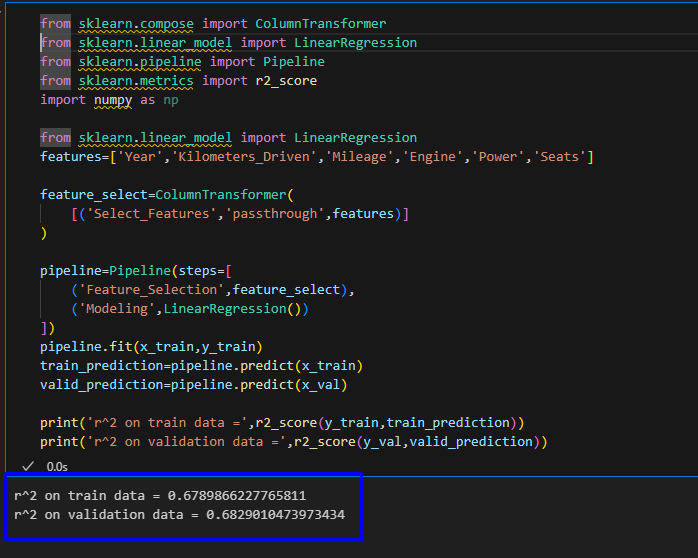 from sklearn.compose import ColumnTransformer
from sklearn.linear_model import LinearRegression
from sklearn.pipeline import Pipeline
from sklearn.metrics import r2_score
import numpy as np
from sklearn.linear_model import LinearRegression
features=['Year','Kilometers_Driven','Mileage','Engine','Power','Seats']
feature_select=ColumnTransformer(
[('Select_Features','passthrough',features)]
)
pipeline=Pipeline(steps=[
('Feature_Selection',feature_select),
('Modeling',LinearRegression())
])
pipeline.fit(x_train,y_train)
train_prediction=pipeline.predict(x_train)
valid_prediction=pipeline.predict(x_val)
print('r^2 on train data =',r2_score(y_train,train_prediction))
print('r^2 on validation data =',r2_score(y_val,valid_prediction))
0.0s
r^2 on train data = 0.6789866227765811
r^2 on validation data = 0.6829010473973434